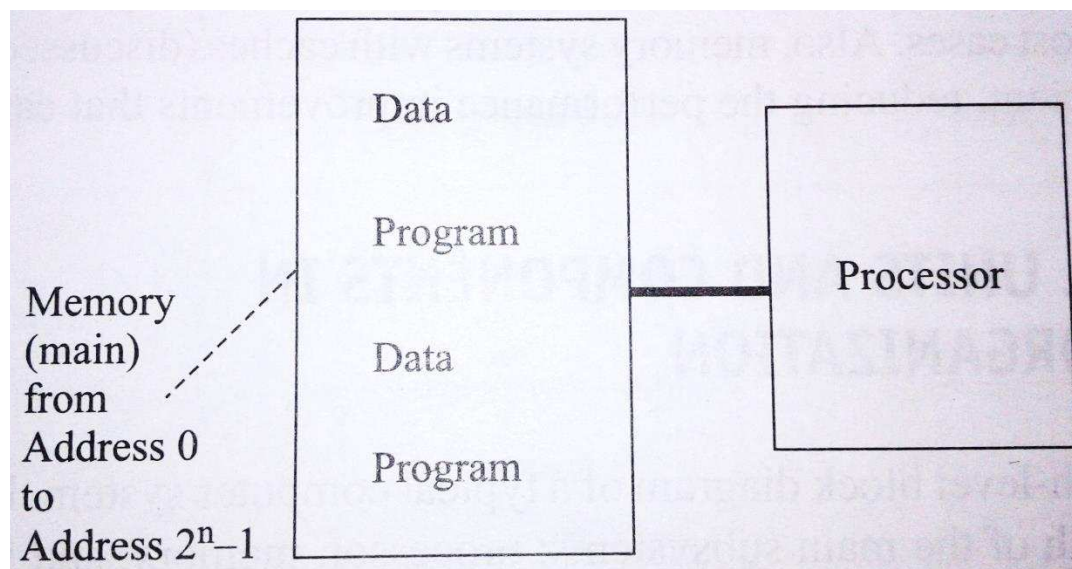 Data
Program
Data
Program
Processor
Memory
(main)
from
Address 0
to
Address 2ⁿ–1